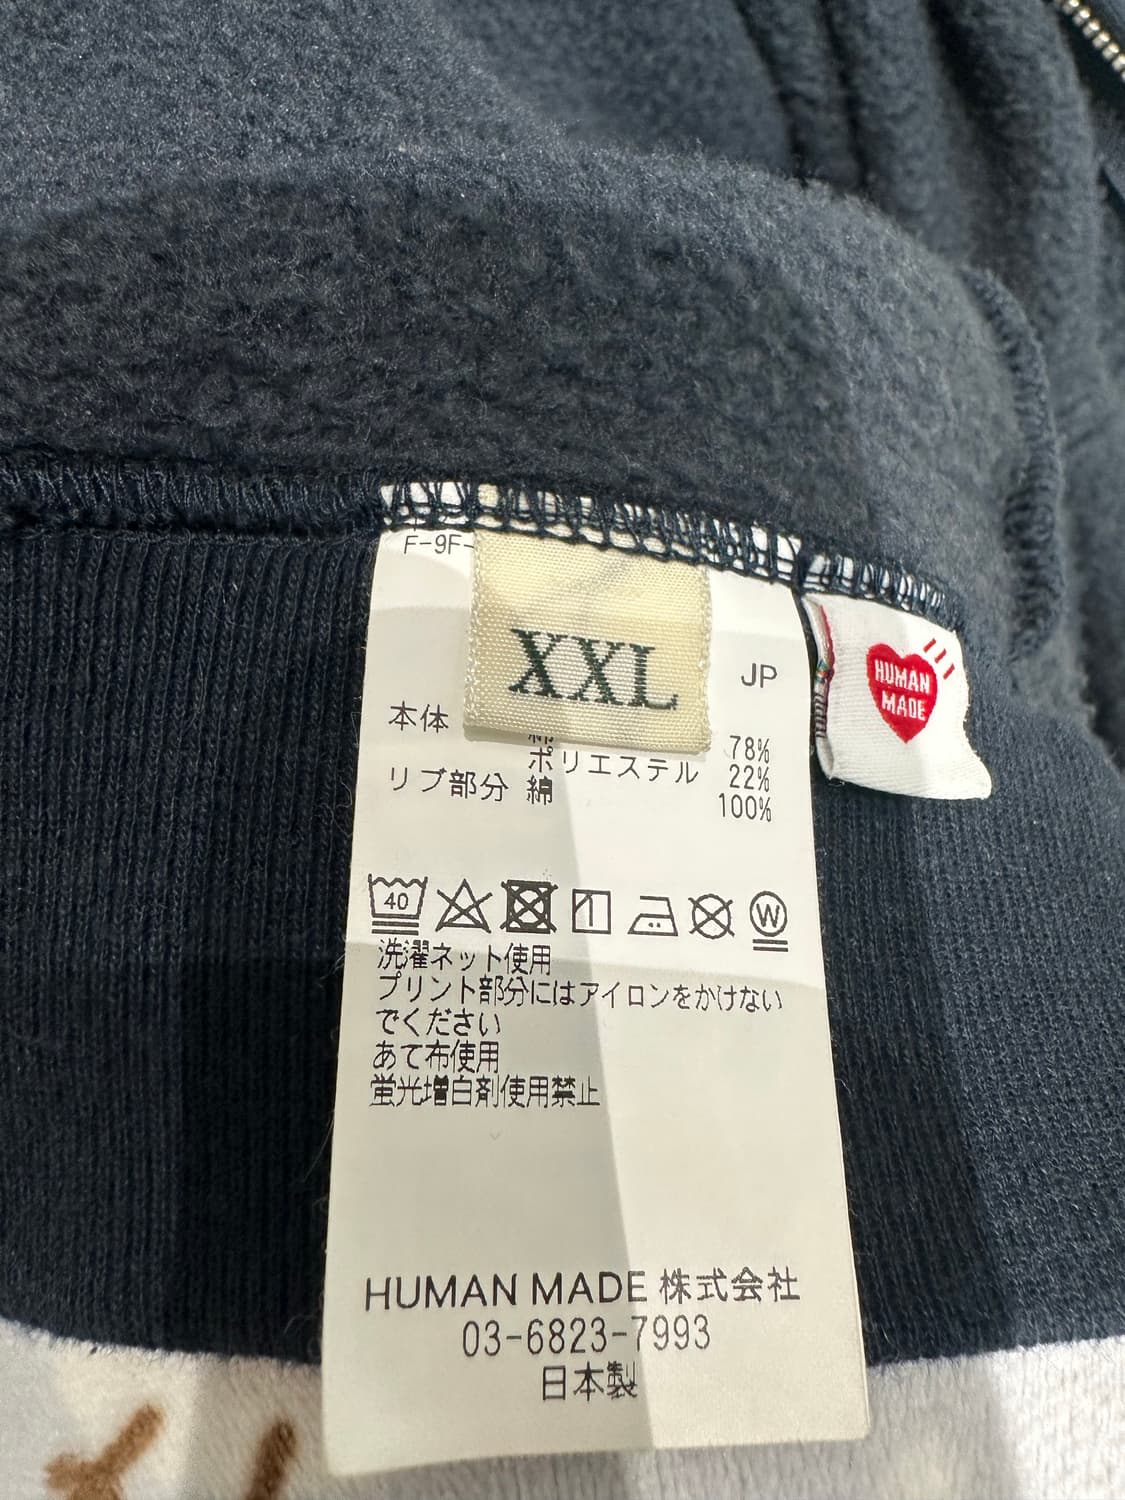 F-9F-
XXL
JP
HUMAN
MADE
本体 綿 78%
ポリエステル 22%
リブ部分 綿 100%
40
W
洗濯ネット使用
プリント部分にはアイロンをかけない
でください
あて布使用
蛍光増白剤使用禁止
HUMAN MADE 株式会社
03-6823-7993
日本製